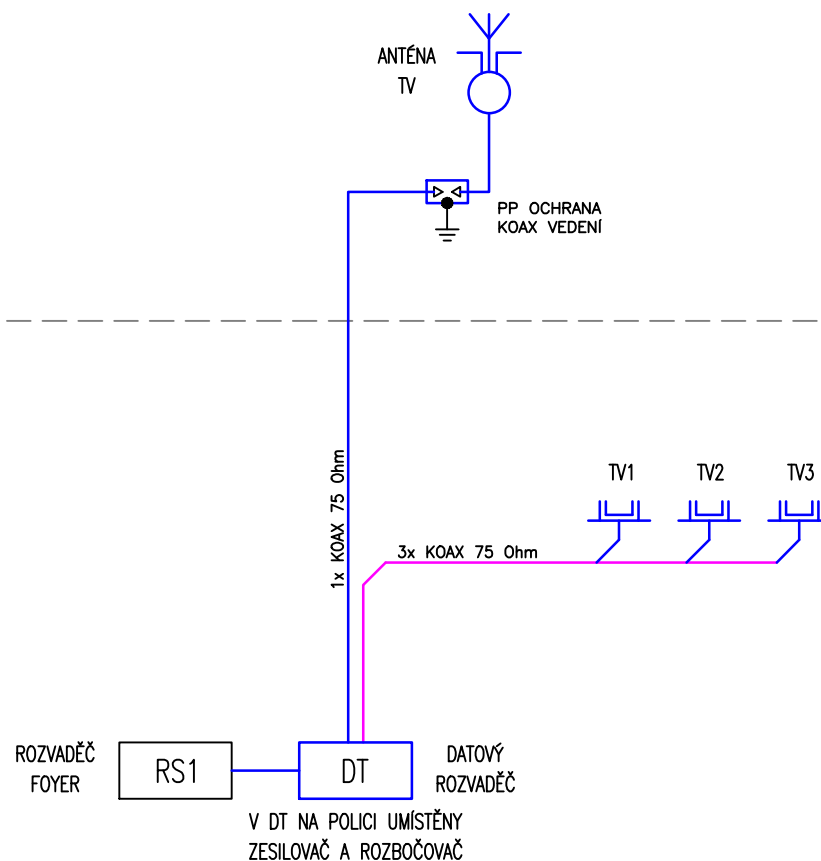 ANTÉNA
TV
PP OCHRANA
KOAX VEDENÍ
1x KOAX 75 Ohm
TV1
TV2
TV3
3x KOAX 75 Ohm
ROZVADĚČ
FOYER
RS1
DT
DATOVÝ
ROZVADĚČ
V DT NA POLICI UMÍSTĚNY
ZESILOVAČ A ROZBOČOVAČ